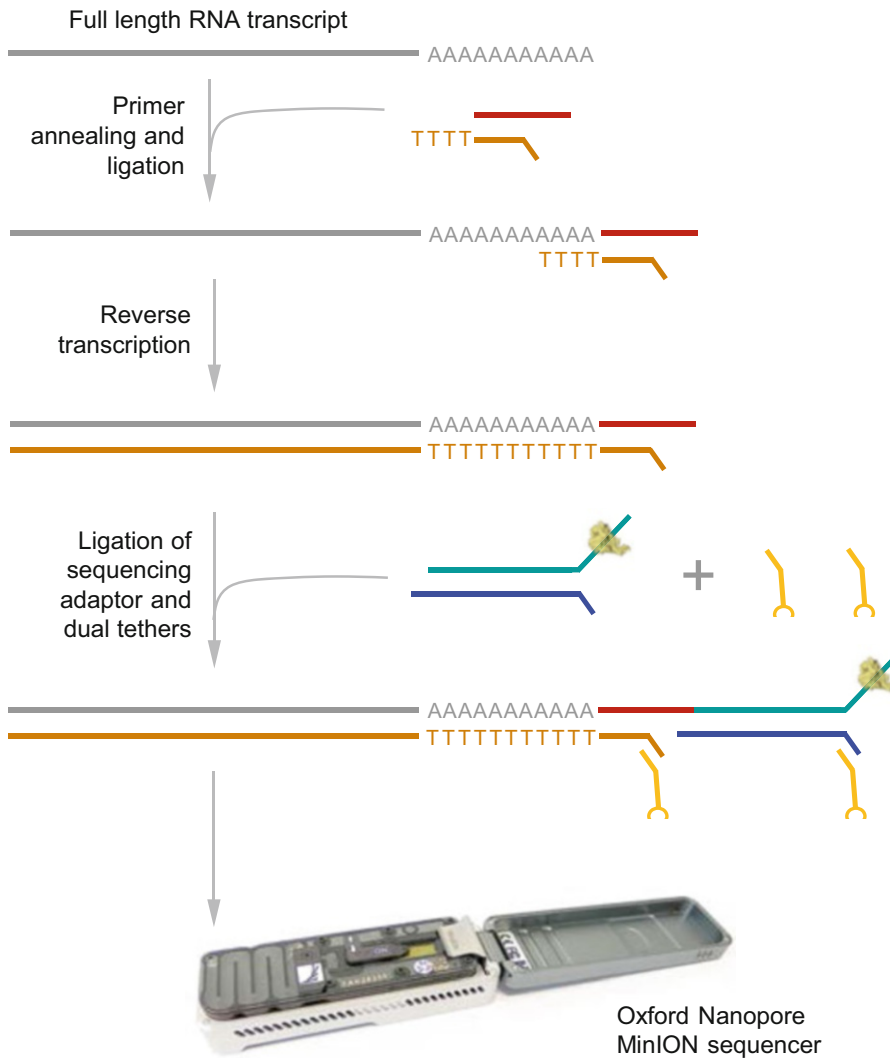 Full length RNA transcript
AAAAAAAAAAA
Primer
annealing and
ligation
TTTT
AAAAAAAAAAA
TTTT
Reverse
transcription
AAAAAAAAAAA
TTTTTTTTTTT
Ligation of
sequencing
adaptor and
dual tethers
+
AAAAAAAAAAA
TTTTTTTTTTT
Oxford Nanopore
MinION sequencer